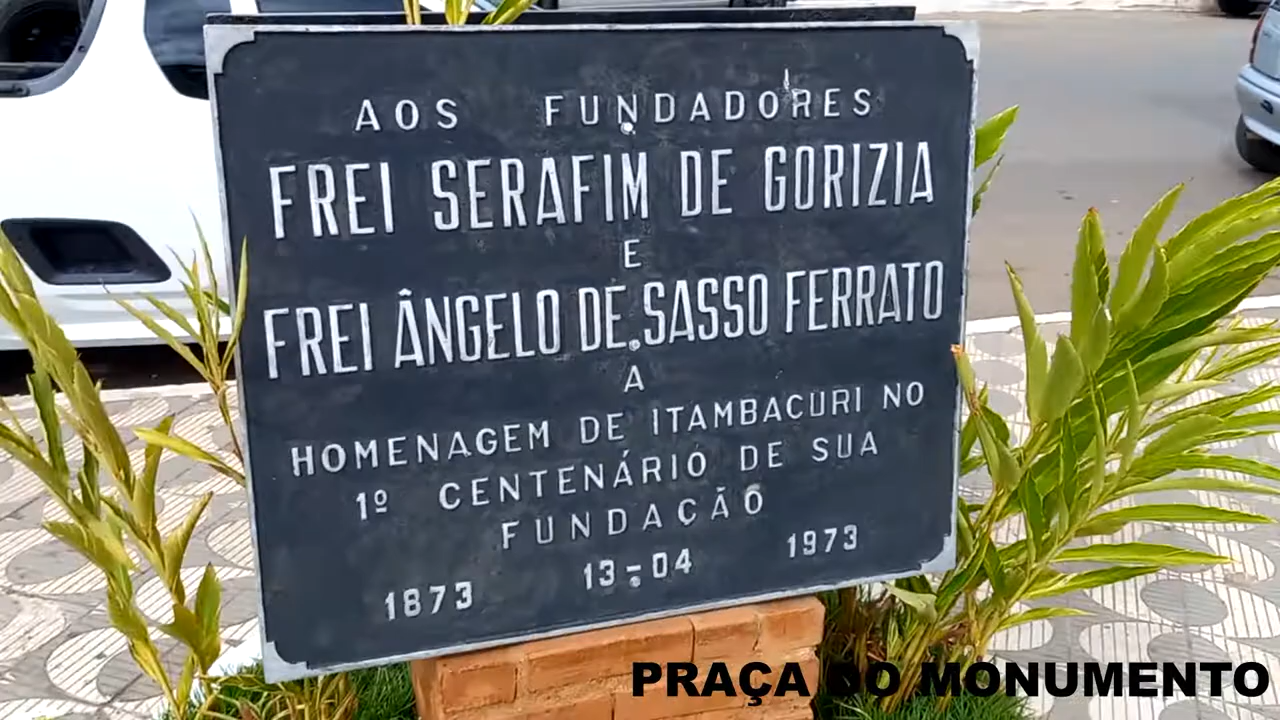 AOS FUNDADORES
FREI SERAFIM DE GORIZIA
E
FREI ÂNGELO DE SASSO FERRATO
A
HOMENAGEM DE ITAMBACURI NO
1º CENTENÁRIO DE SUA
FUNDAÇÃO
1873 13-04 1973
PRAÇA DO MONUMENTO